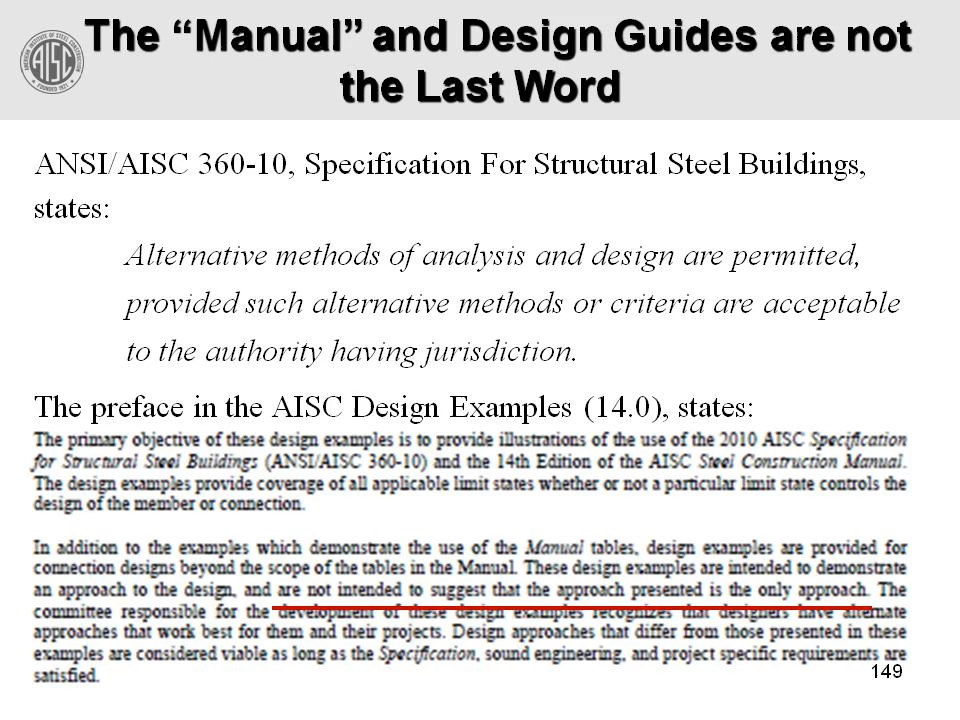 The “Manual” and Design Guides are not
the Last Word
AMERICAN INSTITUTE OF STEEL CONSTRUCTION
AISC
FOUNDED 1921
ANSI/AISC 360-10, Specification For Structural Steel Buildings,
states:
Alternative methods of analysis and design are permitted,
provided such alternative methods or criteria are acceptable
to the authority having jurisdiction.
The preface in the AISC Design Examples (14.0), states:
The primary objective of these design examples is to provide illustrations of the use of the 2010 AISC Specification
for Structural Steel Buildings (ANSI/AISC 360-10) and the 14th Edition of the AISC Steel Construction Manual.
The design examples provide coverage of all applicable limit states whether or not a particular limit state controls the
design of the member or connection.
In addition to the examples which demonstrate the use of the Manual tables, design examples are provided for
connection designs beyond the scope of the tables in the Manual. These design examples are intended to demonstrate
an approach to the design, and are not intended to suggest that the approach presented is the only approach. The
committee responsible for the development of these design examples recognizes that designers have alternate
approaches that work best for them and their projects. Design approaches that differ from those presented in these
examples are considered viable as long as the Specification, sound engineering, and project specific requirements are
satisfied.
149